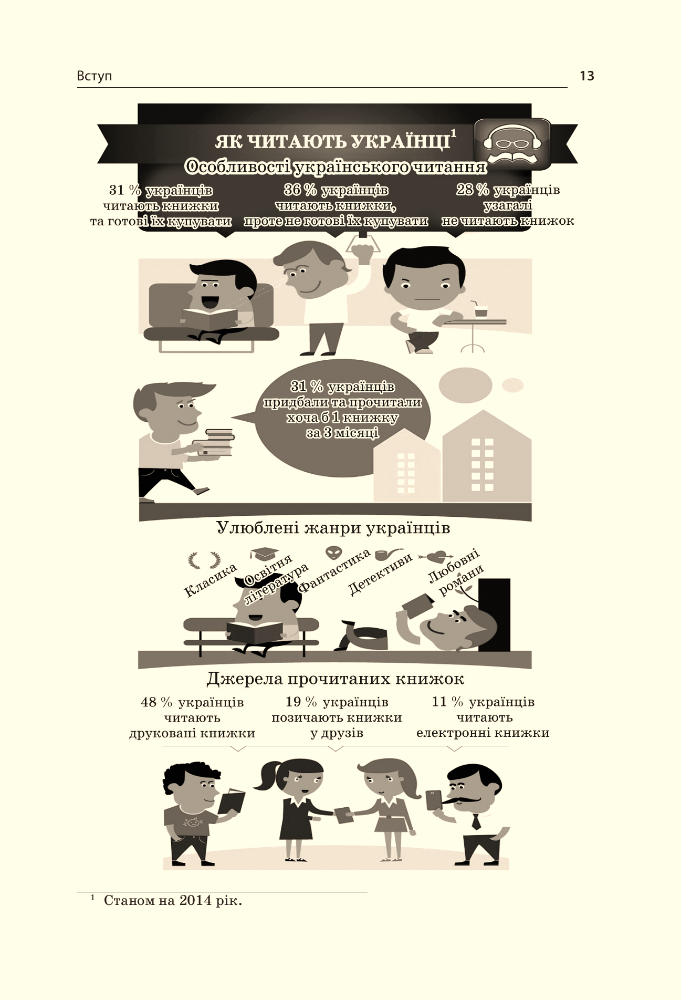 Вступ
13
ЯК ЧИТАЮТЬ УКРАЇНЦІ¹
Особливості українського читання
31 % українців
читають книжки
та готові їх купувати
36 % українців
читають книжки,
проте не готові їх купувати
28 % українців
узагалі
не читають книжок
31 % українців
придбали та прочитали
хоча б 1 книжку
за 3 місяці
Улюблені жанри українців
Класика
Освітня
література
Фантастика
Детективи
Любовні
романи
Джерела прочитаних книжок
48 % українців
читають
друковані книжки
19 % українців
позичають книжки
у друзів
11 % українців
читають
електронні книжки
¹ Станом на 2014 рік.